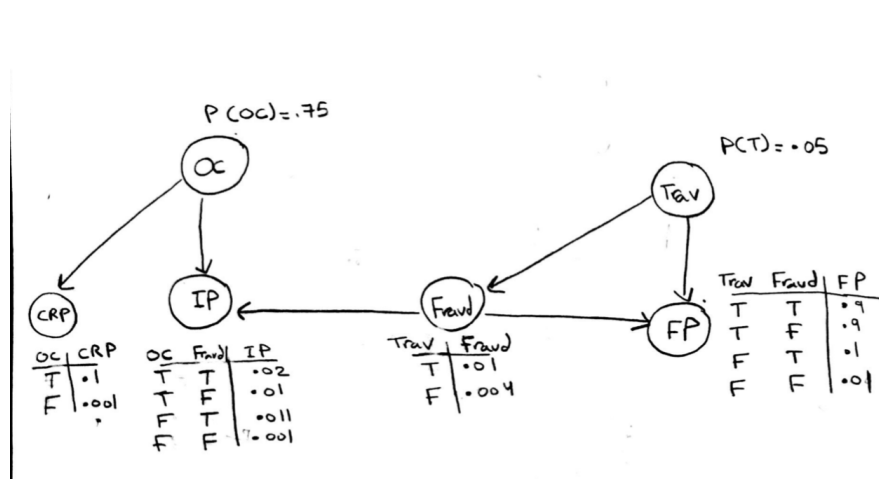 P(OC)=.75
OC
P(T)=.05
Trav
CRP
IP
Fraud
FP
OC CRP
T .1
F .001
OC Fraud IP
T T .02
T F .01
F T .011
F F .001
Trav Fraud
T .01
F .004
Trav Fraud FP
T T .9
T F .9
F T .1
F F .01